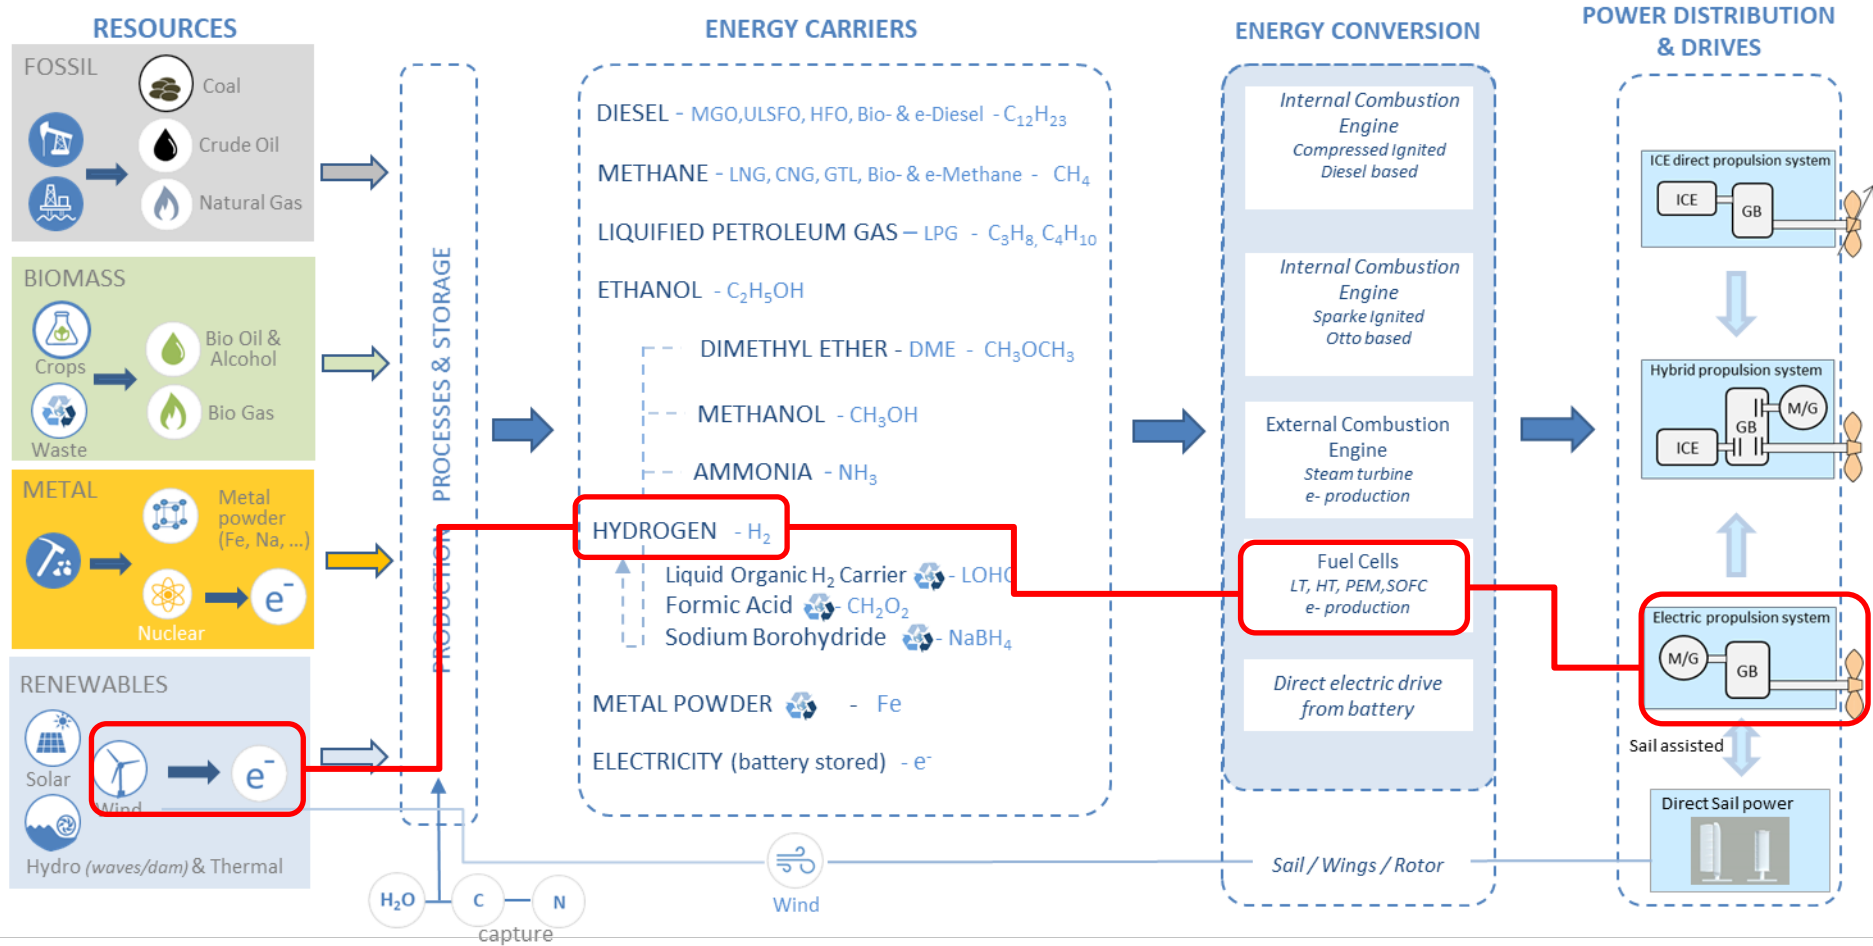 RESOURCES
FOSSIL
Coal
Crude Oil
Natural Gas
BIOMASS
Crops
Waste
Bio Oil &
Alcohol
Bio Gas
METAL
Metal
powder
(Fe, Na, ...)
Nuclear
e⁻
RENEWABLES
Solar
Wind
e⁻
Hydro (waves/dam) & Thermal
PRODUCTION PROCESSES & STORAGE
H₂O
C
N
capture
ENERGY CARRIERS
DIESEL - MGO,ULSFO, HFO, Bio- & e-Diesel - C₁₂H₂₃
METHANE - LNG, CNG, GTL, Bio- & e-Methane - CH₄
LIQUIFIED PETROLEUM GAS – LPG - C₃H₈, C₄H₁₀
ETHANOL - C₂H₅OH
DIMETHYL ETHER - DME - CH₃OCH₃
METHANOL - CH₃OH
AMMONIA - NH₃
HYDROGEN - H₂
Liquid Organic H₂ Carrier - LOHC
Formic Acid - CH₂O₂
Sodium Borohydride - NaBH₄
METAL POWDER - Fe
ELECTRICITY (battery stored) - e⁻
Wind
ENERGY CONVERSION
Internal Combustion
Engine
Compressed Ignited
Diesel based
Internal Combustion
Engine
Sparke Ignited
Otto based
External Combustion
Engine
Steam turbine
e- production
Fuel Cells
LT, HT, PEM,SOFC
e- production
Direct electric drive
from battery
Sail / Wings / Rotor
POWER DISTRIBUTION
& DRIVES
ICE direct propulsion system
ICE
GB
Hybrid propulsion system
M/G
GB
ICE
Electric propulsion system
M/G
GB
Sail assisted
Direct Sail power